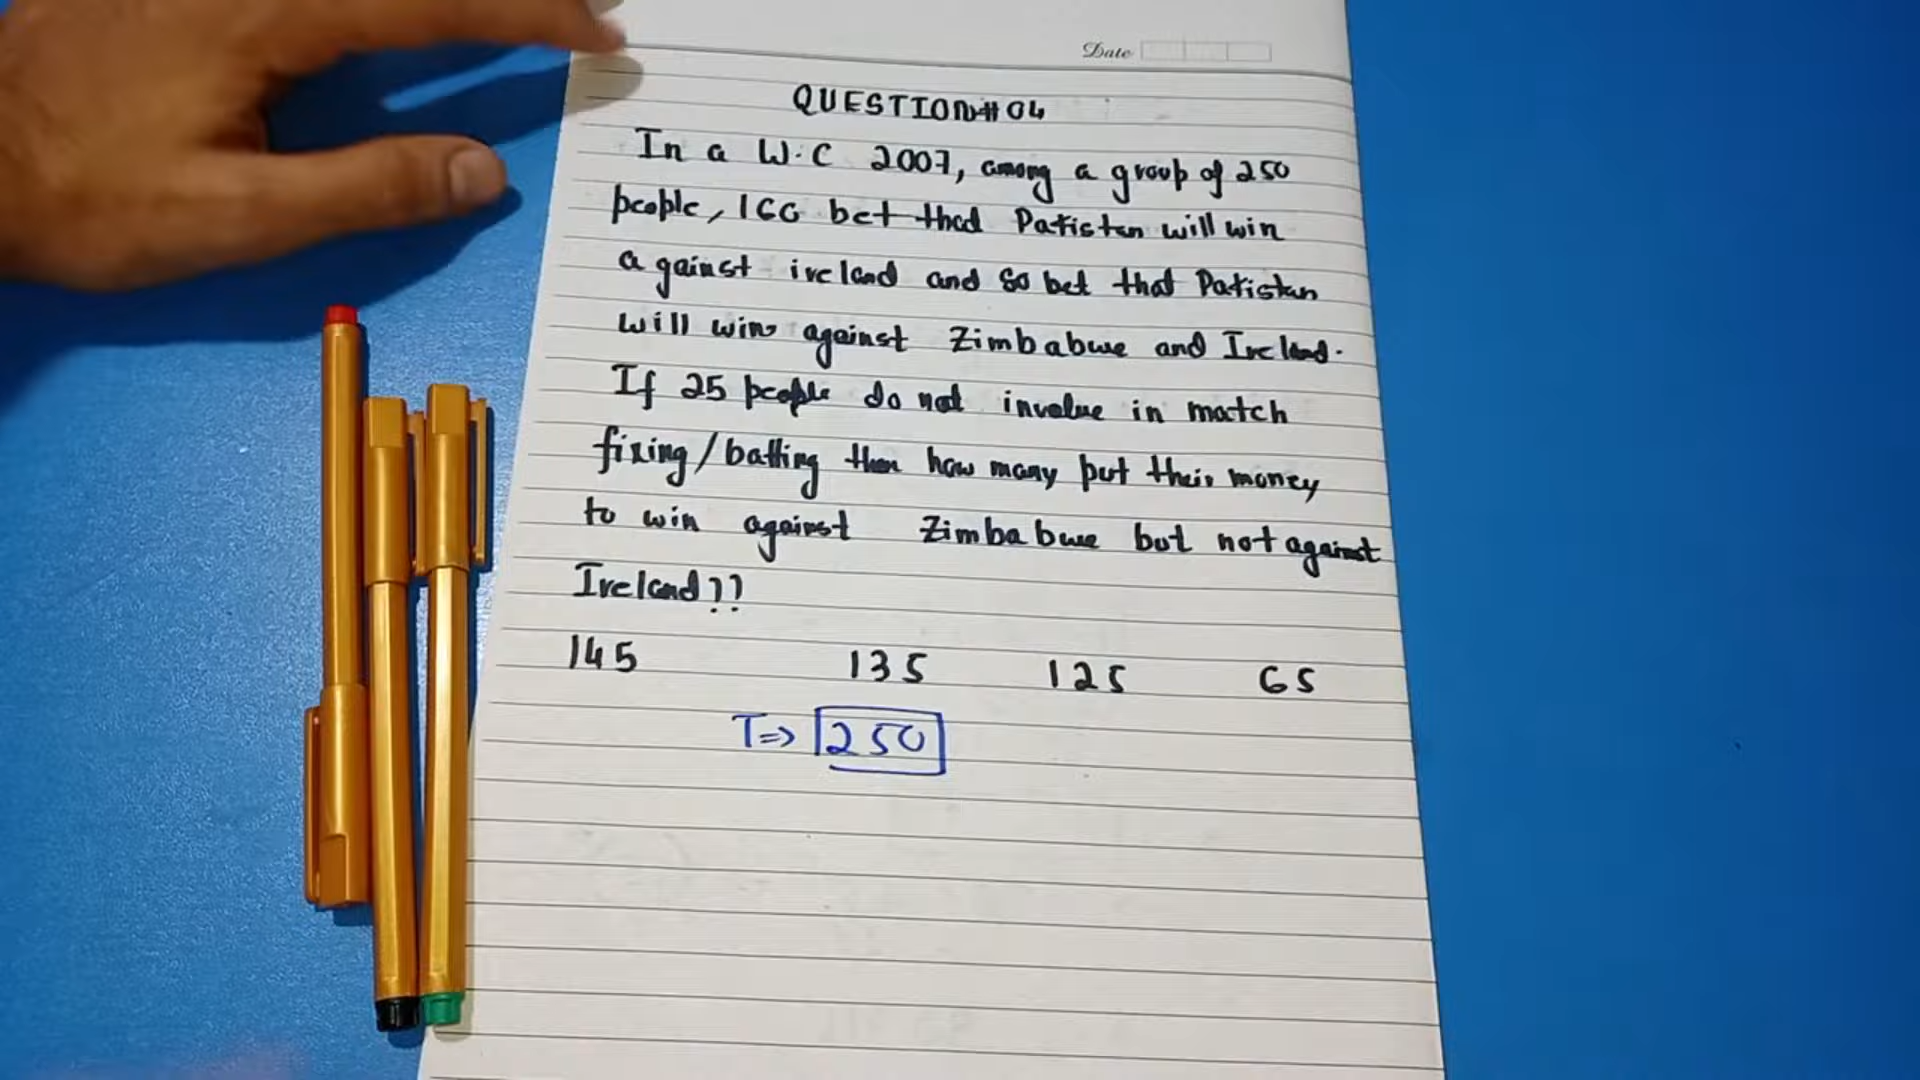 Date
QUESTION#04
In a W.C 2007, among a group of 250
people, 160 bet that Pakistan will win
against ireland and 80 bet that Pakistan
will wins against Zimbabwe and Ireland.
If 25 people do not involve in match
fixing/batting then how many put their money
to win against Zimbabwe but not against
Ireland??
145 135 125 65
T=> 250